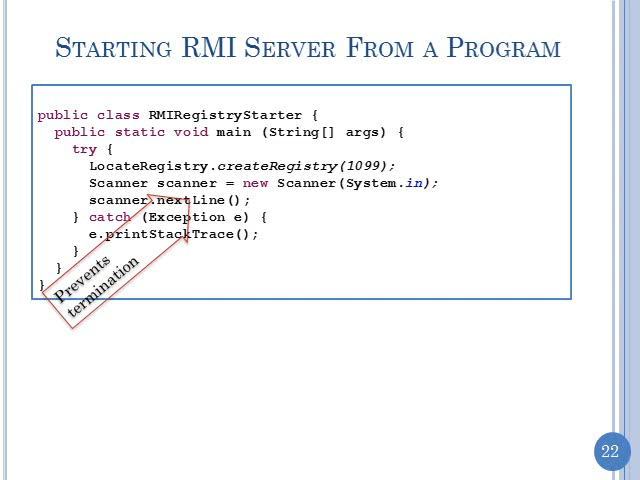 STARTING RMI SERVER FROM A PROGRAM
public class RMIRegistryStarter {
public static void main (String[] args) {
try {
LocateRegistry.createRegistry(1099);
Scanner scanner = new Scanner(System.in);
scanner.nextLine();
} catch (Exception e) {
e.printStackTrace();
}
}
}
Prevents
termination
22